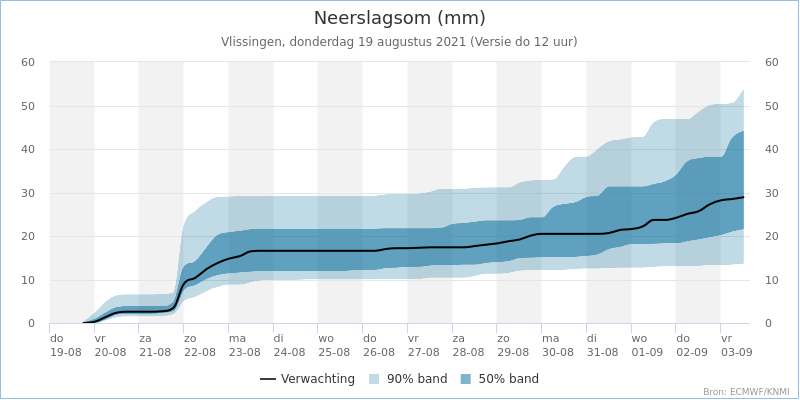 Neerslagsom (mm)
Vlissingen, donderdag 19 augustus 2021 (Versie do 12 uur)
60 60
50 50
40 40
30 30
20 20
10 10
0 0
do vr za zo ma di wo do vr za zo ma di wo do vr
19-08 20-08 21-08 22-08 23-08 24-08 25-08 26-08 27-08 28-08 29-08 30-08 31-08 01-09 02-09 03-09
Verwachting 90% band 50% band
Bron: ECMWF/KNMI